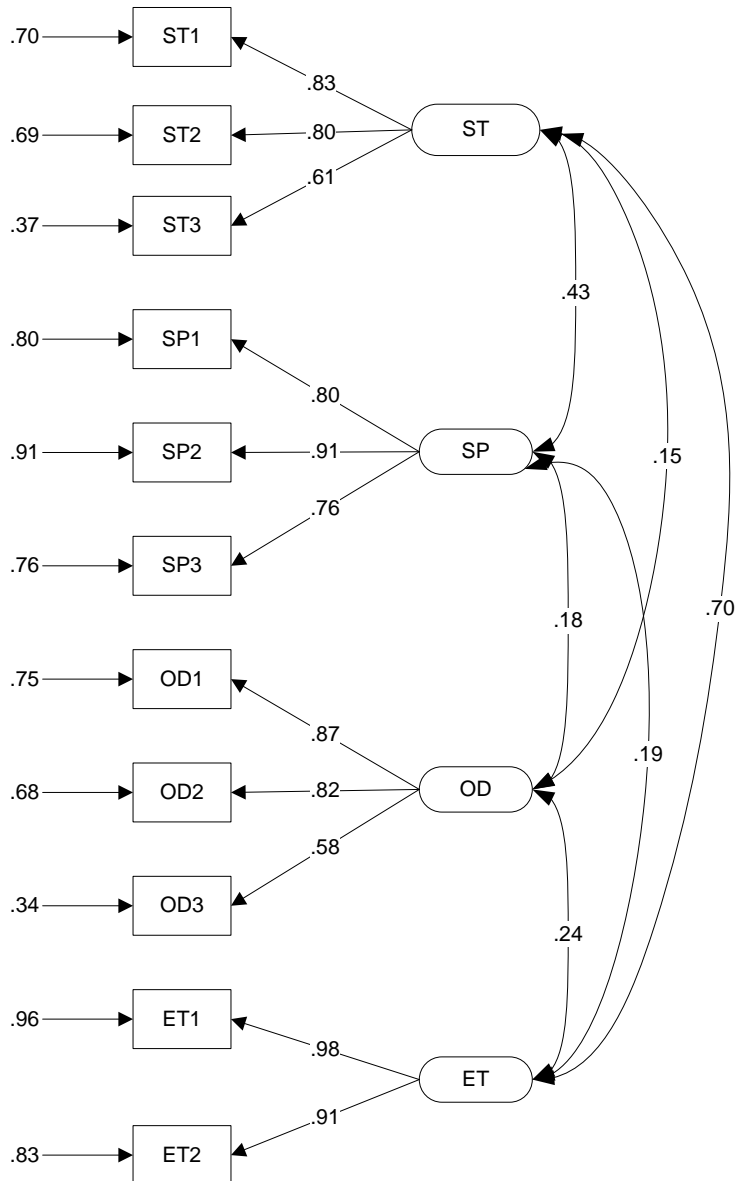 .70 ST1
.83
.69 ST2 .80 ST
.61
.37 ST3
.43
.80 SP1
.80
.91 SP2 .91 SP
.15
.76
.76 SP3
.70
.18
.75 OD1
.87
.19
.68 OD2 .82 OD
.58
.34 OD3
.24
.96 ET1
.98
ET
.91
.83 ET2